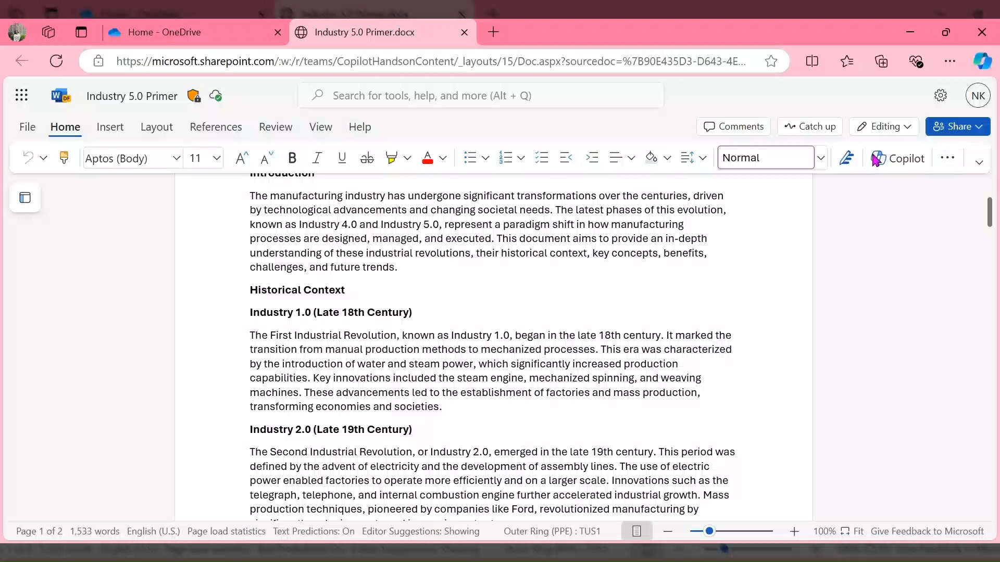 Home - OneDrive
Industry 5.0 Primer.docx
https://microsoft.sharepoint.com/:w:/r/teams/CopilotHandsonContent/_layouts/15/Doc.aspx?sourcedoc=%7B90E435D3-D643-4E...
W DF Industry 5.0 Primer
Search for tools, help, and more (Alt + Q)
NK
File Home Insert Layout References Review View Help
Comments Catch up Editing Share
Aptos (Body) 11 A A B I U ab A Normal Copilot
Introduction
The manufacturing industry has undergone significant transformations over the centuries, driven
by technological advancements and changing societal needs. The latest phases of this evolution,
known as Industry 4.0 and Industry 5.0, represent a paradigm shift in how manufacturing
processes are designed, managed, and executed. This document aims to provide an in-depth
understanding of these industrial revolutions, their historical context, key concepts, benefits,
challenges, and future trends.
Historical Context
Industry 1.0 (Late 18th Century)
The First Industrial Revolution, known as Industry 1.0, began in the late 18th century. It marked the
transition from manual production methods to mechanized processes. This era was characterized
by the introduction of water and steam power, which significantly increased production
capabilities. Key innovations included the steam engine, mechanized spinning, and weaving
machines. These advancements led to the establishment of factories and mass production,
transforming economies and societies.
Industry 2.0 (Late 19th Century)
The Second Industrial Revolution, or Industry 2.0, emerged in the late 19th century. This period was
defined by the advent of electricity and the development of assembly lines. The use of electric
power enabled factories to operate more efficiently and on a larger scale. Innovations such as the
telegraph, telephone, and internal combustion engine further accelerated industrial growth. Mass
production techniques, pioneered by companies like Ford, revolutionized manufacturing by
Page 1 of 2 1,533 words English (U.S.) Page load statistics Text Predictions: On Editor Suggestions: Showing Outer Ring (PPE) : TUS1 100% Fit Give Feedback to Microsoft